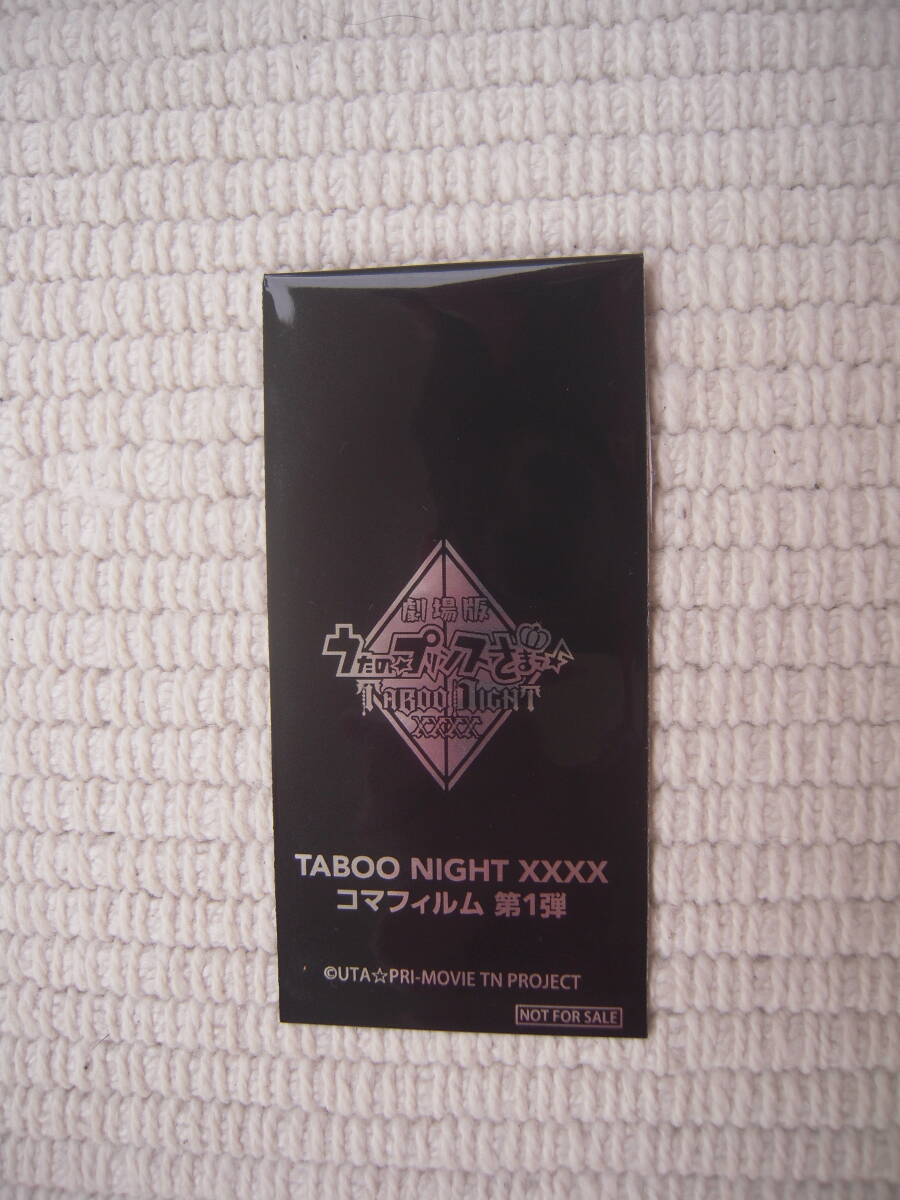 劇場版
うたの☆プリンスさまっ♪
TABOO NIGHT
XXXX
TABOO NIGHT XXXX
コマフィルム 第1弾
©UTA☆PRI-MOVIE TN PROJECT
NOT FOR SALE